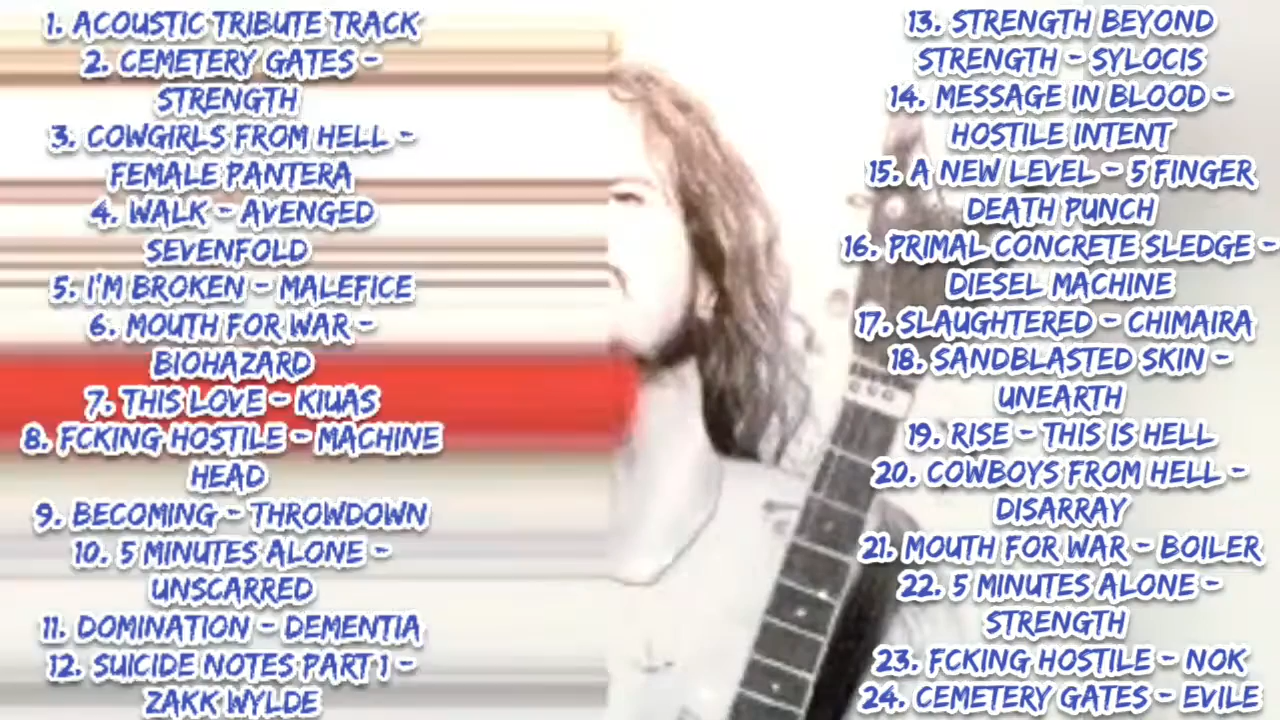 1. ACOUSTIC TRIBUTE TRACK
2. CEMETERY GATES -
STRENGTH
3. COWGIRLS FROM HELL -
FEMALE PANTERA
4. WALK - AVENGED
SEVENFOLD
5. I'M BROKEN - MALEFICE
6. MOUTH FOR WAR -
BIOHAZARD
7. THIS LOVE - KIUAS
8. FCKING HOSTILE - MACHINE
HEAD
9. BECOMING - THROWDOWN
10. 5 MINUTES ALONE -
UNSCARRED
11. DOMINATION - DEMENTIA
12. SUICIDE NOTES PART 1 -
ZAKK WYLDE
13. STRENGTH BEYOND
STRENGTH - SYLOCIS
14. MESSAGE IN BLOOD -
HOSTILE INTENT
15. A NEW LEVEL - 5 FINGER
DEATH PUNCH
16. PRIMAL CONCRETE SLEDGE -
DIESEL MACHINE
17. SLAUGHTERED - CHIMAIRA
18. SANDBLASTED SKIN -
UNEARTH
19. RISE - THIS IS HELL
20. COWBOYS FROM HELL -
DISARRAY
21. MOUTH FOR WAR - BOILER
22. 5 MINUTES ALONE -
STRENGTH
23. FCKING HOSTILE - NOK
24. CEMETERY GATES - EVILE